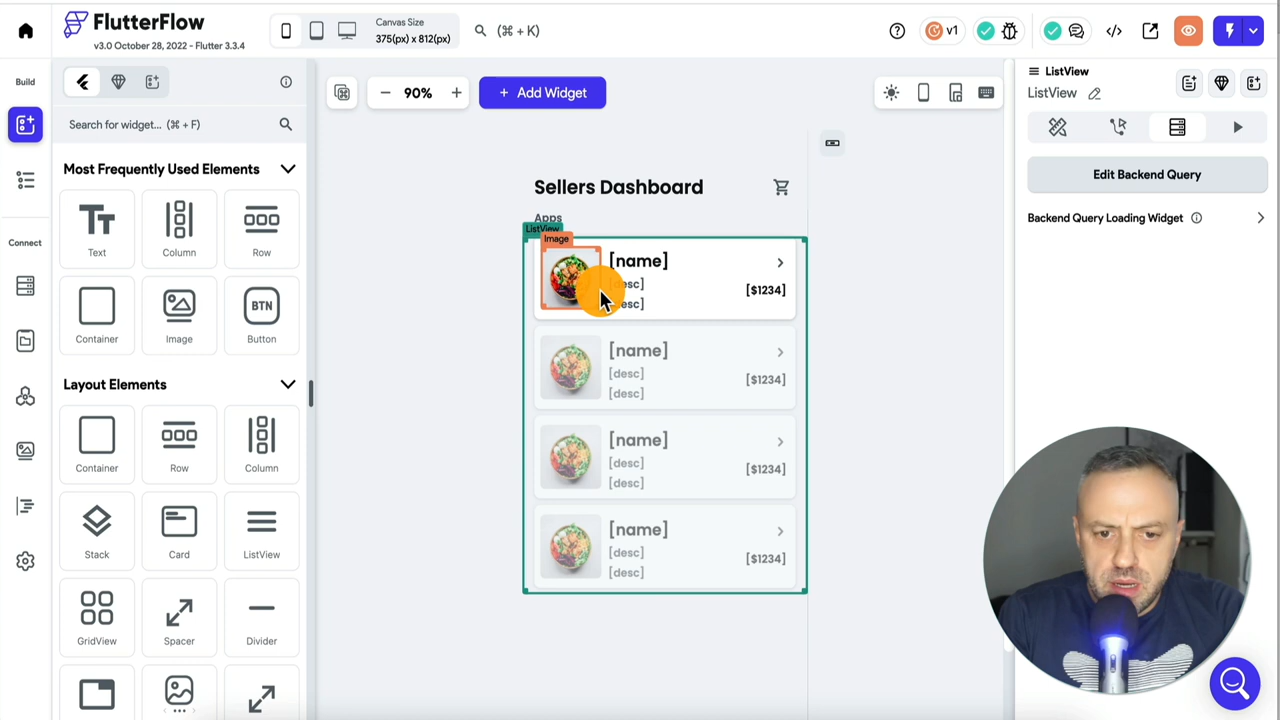 FlutterFlow
v3.0 October 28, 2022 - Flutter 3.3.4
Canvas Size
375(px) x 812(px)
(⌘ + K)
v1
Build
Connect
90%
+ Add Widget
Search for widget... (⌘ + F)
Most Frequently Used Elements
Text
Column
Row
Container
Image
BTN
Button
Layout Elements
Container
Row
Column
Stack
Card
ListView
GridView
Spacer
Divider
Sellers Dashboard
Apps
ListView
Image
[name]
esc]
esc]
[$1234]
[name]
[desc]
[desc]
[$1234]
[name]
[desc]
[desc]
[$1234]
[name]
[desc]
[desc]
[$1234]
ListView
ListView
Edit Backend Query
Backend Query Loading Widget